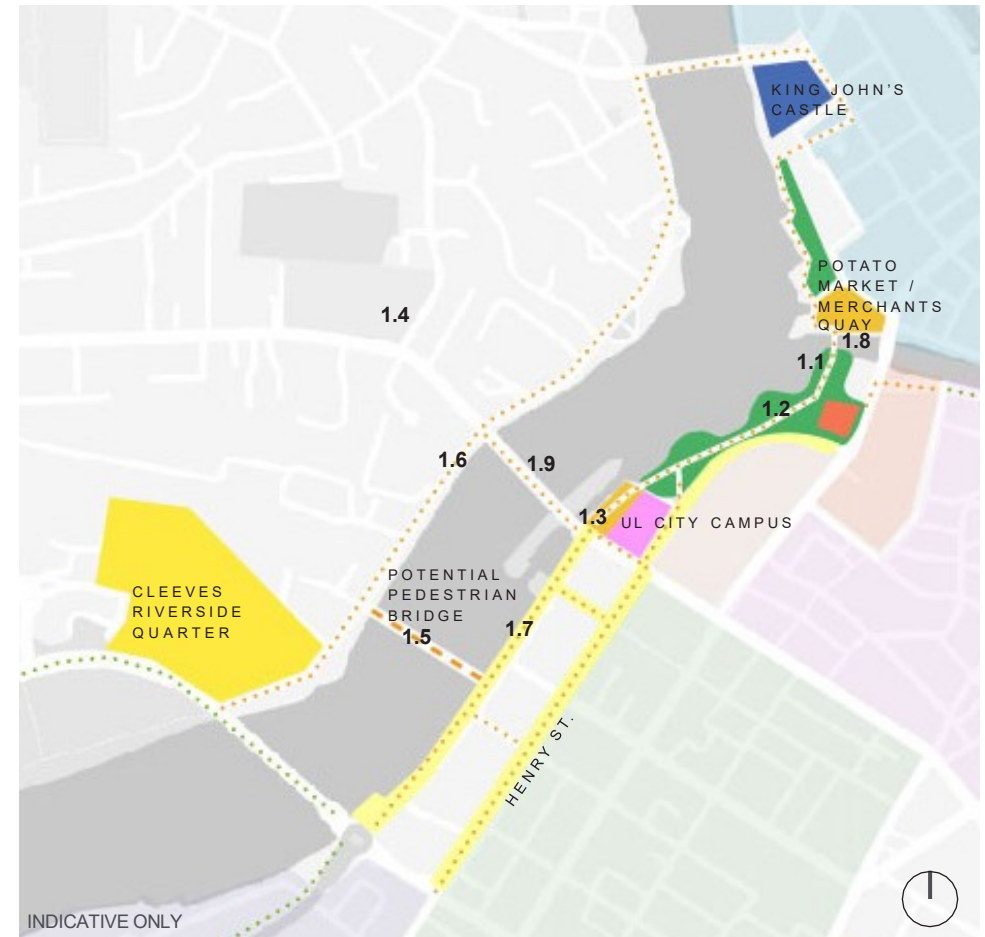 KING JOHN'S
CASTLE
POTATO
MARKET /
MERCHANTS
QUAY
1.8
1.1
1.4
1.2
1.6
1.9
1.3
UL CITY CAMPUS
POTENTIAL
PEDESTRIAN
BRIDGE
1.5
1.7
CLEEVES
RIVERSIDE
QUARTER
HENRY ST.
INDICATIVE ONLY